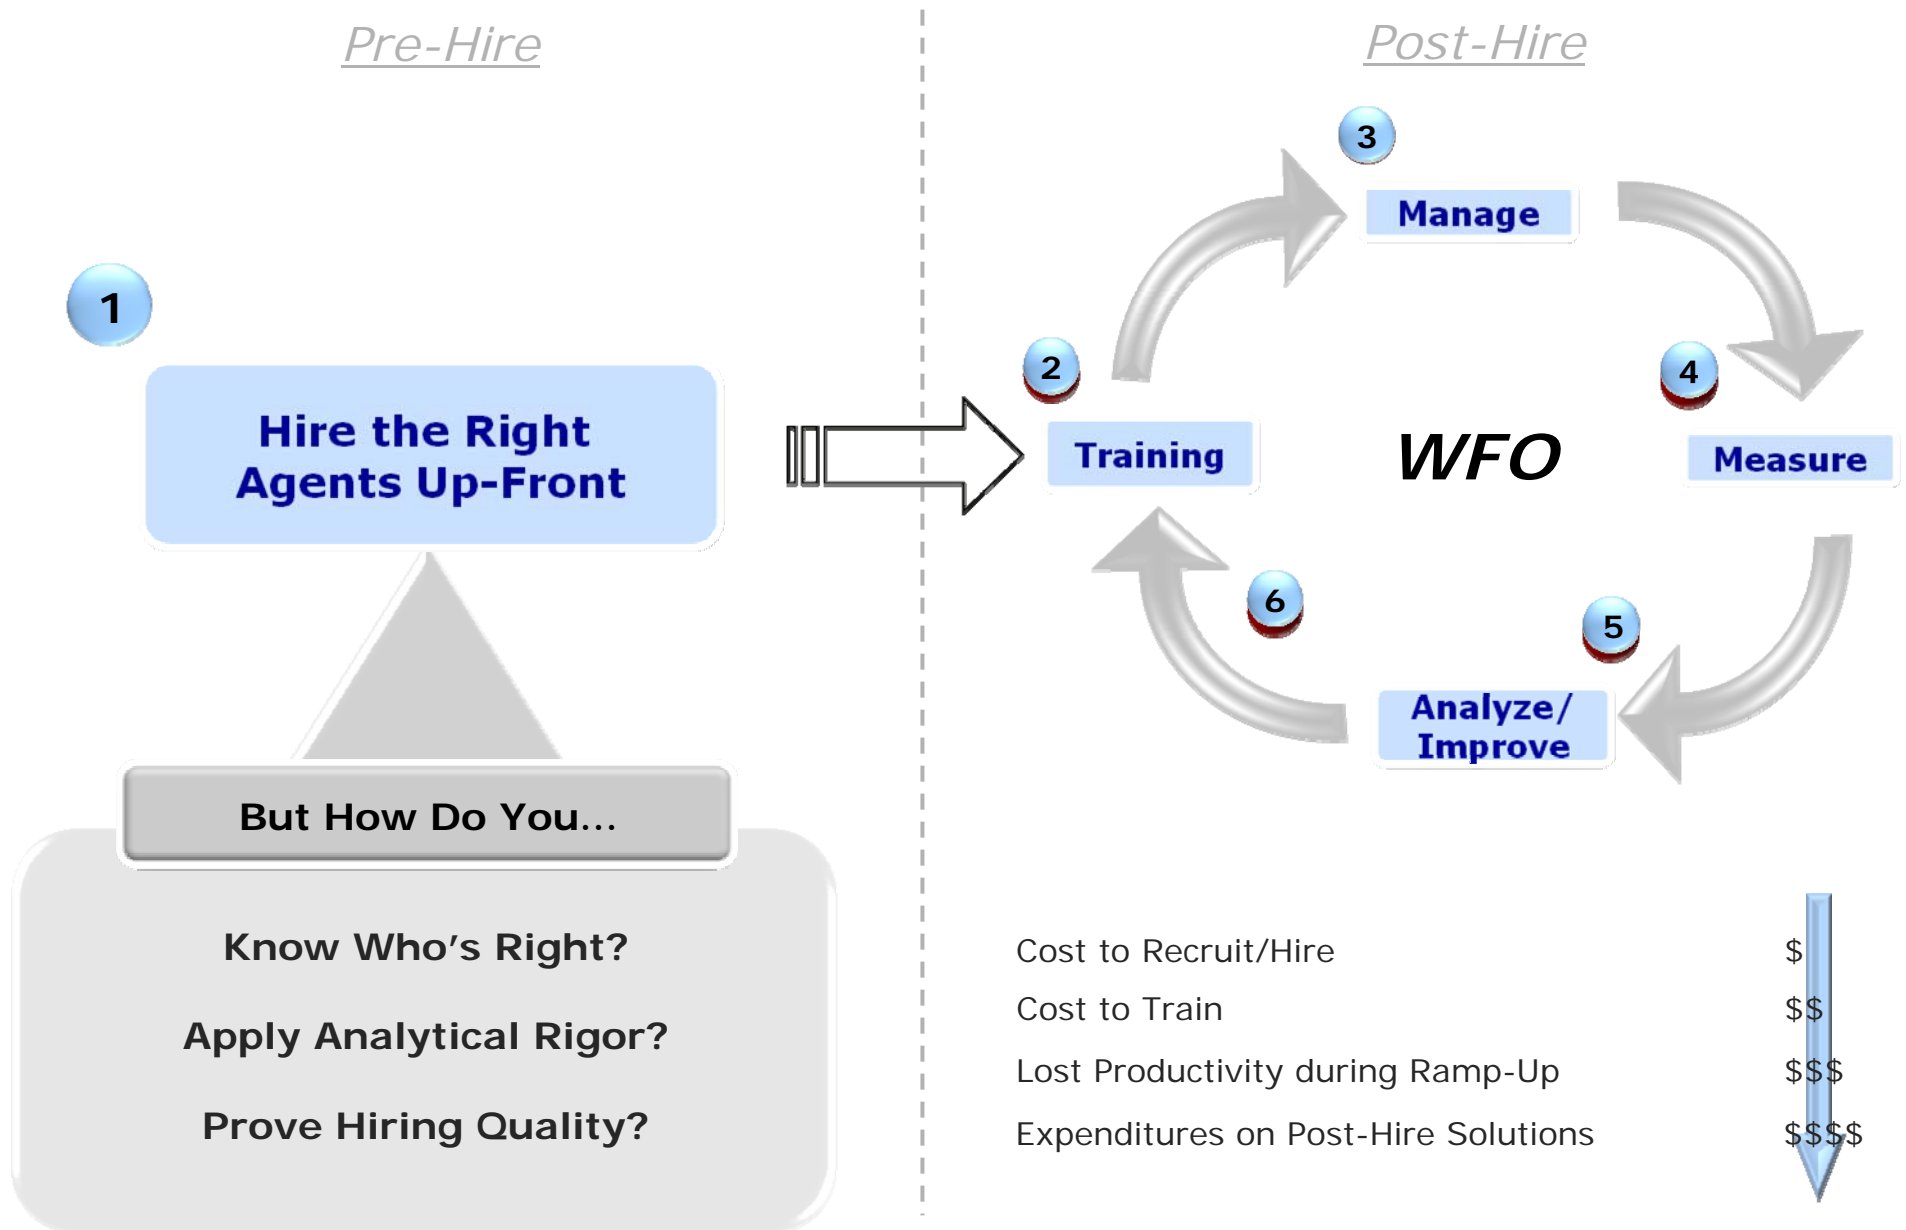 Pre-Hire
1
Hire the Right
Agents Up-Front
But How Do You...
Know Who's Right?
Apply Analytical Rigor?
Prove Hiring Quality?
Post-Hire
3
Manage
2
Training
WFO
4
Measure
6
5
Analyze/
Improve
Cost to Recruit/Hire $
Cost to Train $$
Lost Productivity during Ramp-Up $$$
Expenditures on Post-Hire Solutions $$$$